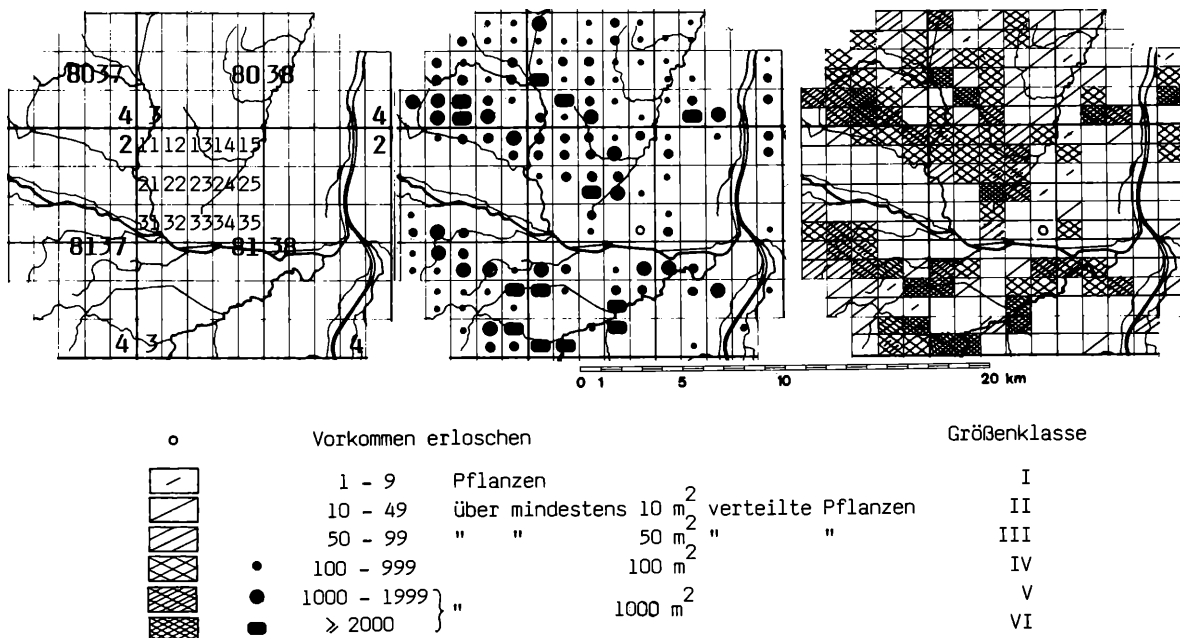 8037 8038
4 3 4
2 11 12 13 14 15 2
21 22 23 24 25
31 32 33 34 35
8137 8138
4 3 4
0 1 5 10 20 km
Vorkommen erloschen Größenklasse
1 - 9 Pflanzen I
10 - 49 über mindestens 10 m² verteilte Pflanzen II
50 - 99 " " 50 m² " " III
100 - 999 100 m² IV
1000 - 1999 } " 1000 m² V
≥ 2000 VI